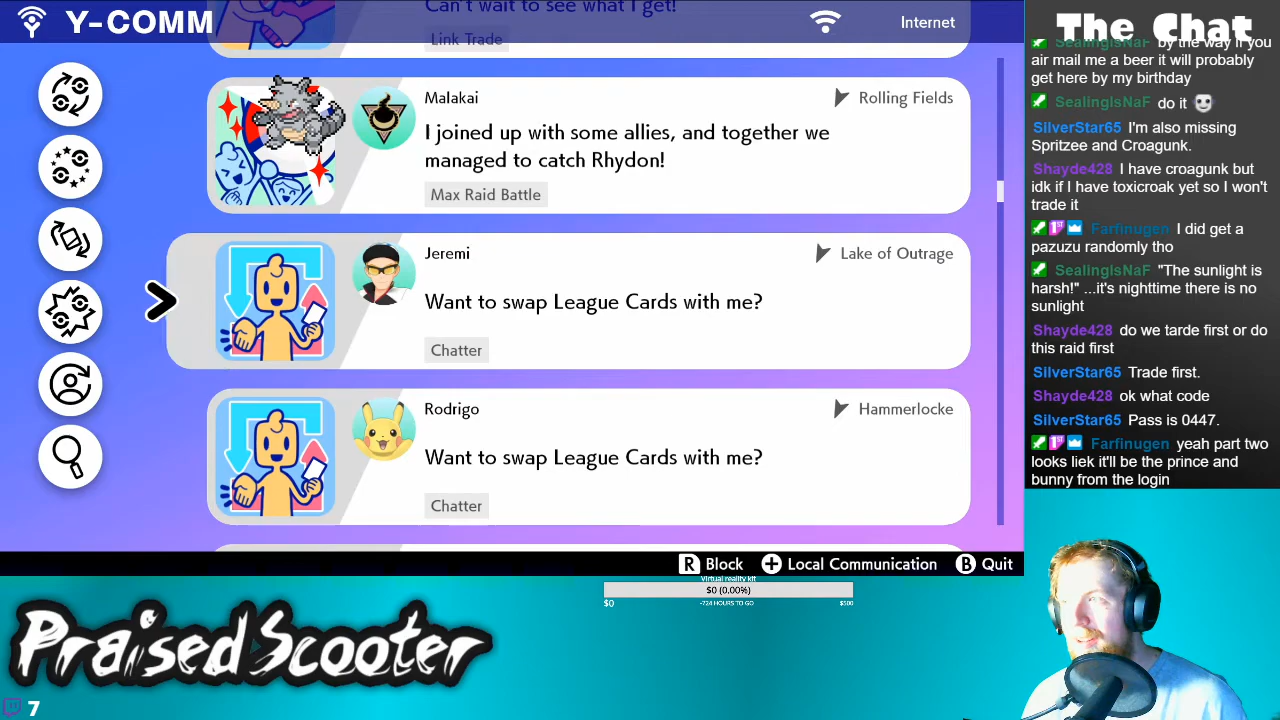 Y-COMM
Internet
Can't wait to see what I get!
Link Trade
Malakai
Rolling Fields
I joined up with some allies, and together we
managed to catch Rhydon!
Max Raid Battle
Jeremi
Lake of Outrage
Want to swap League Cards with me?
Chatter
Rodrigo
Hammerlocke
Want to swap League Cards with me?
Chatter
R Block
+ Local Communication
B Quit
The Chat
SealingIsNaF by the way if you
air mail me a beer it will probably
get here by my birthday
SealingIsNaF do it
SilverStar65 I'm also missing
Spritzee and Croagunk.
Shayde428 I have croagunk but
idk if I have toxicroak yet so I won't
trade it
1ST Farfinugen I did get a
pazuzu randomly tho
SealingIsNaF "The sunlight is
harsh!" ...it's nighttime there is no
sunlight
Shayde428 do we tarde first or do
this raid first
SilverStar65 Trade first.
Shayde428 ok what code
SilverStar65 Pass is 0447.
1ST Farfinugen yeah part two
looks liek it'll be the prince and
bunny from the login
Virtual reality kit
$0 (0.00%)
$0
-724 HOURS TO GO
$500
PraisedScooter
7